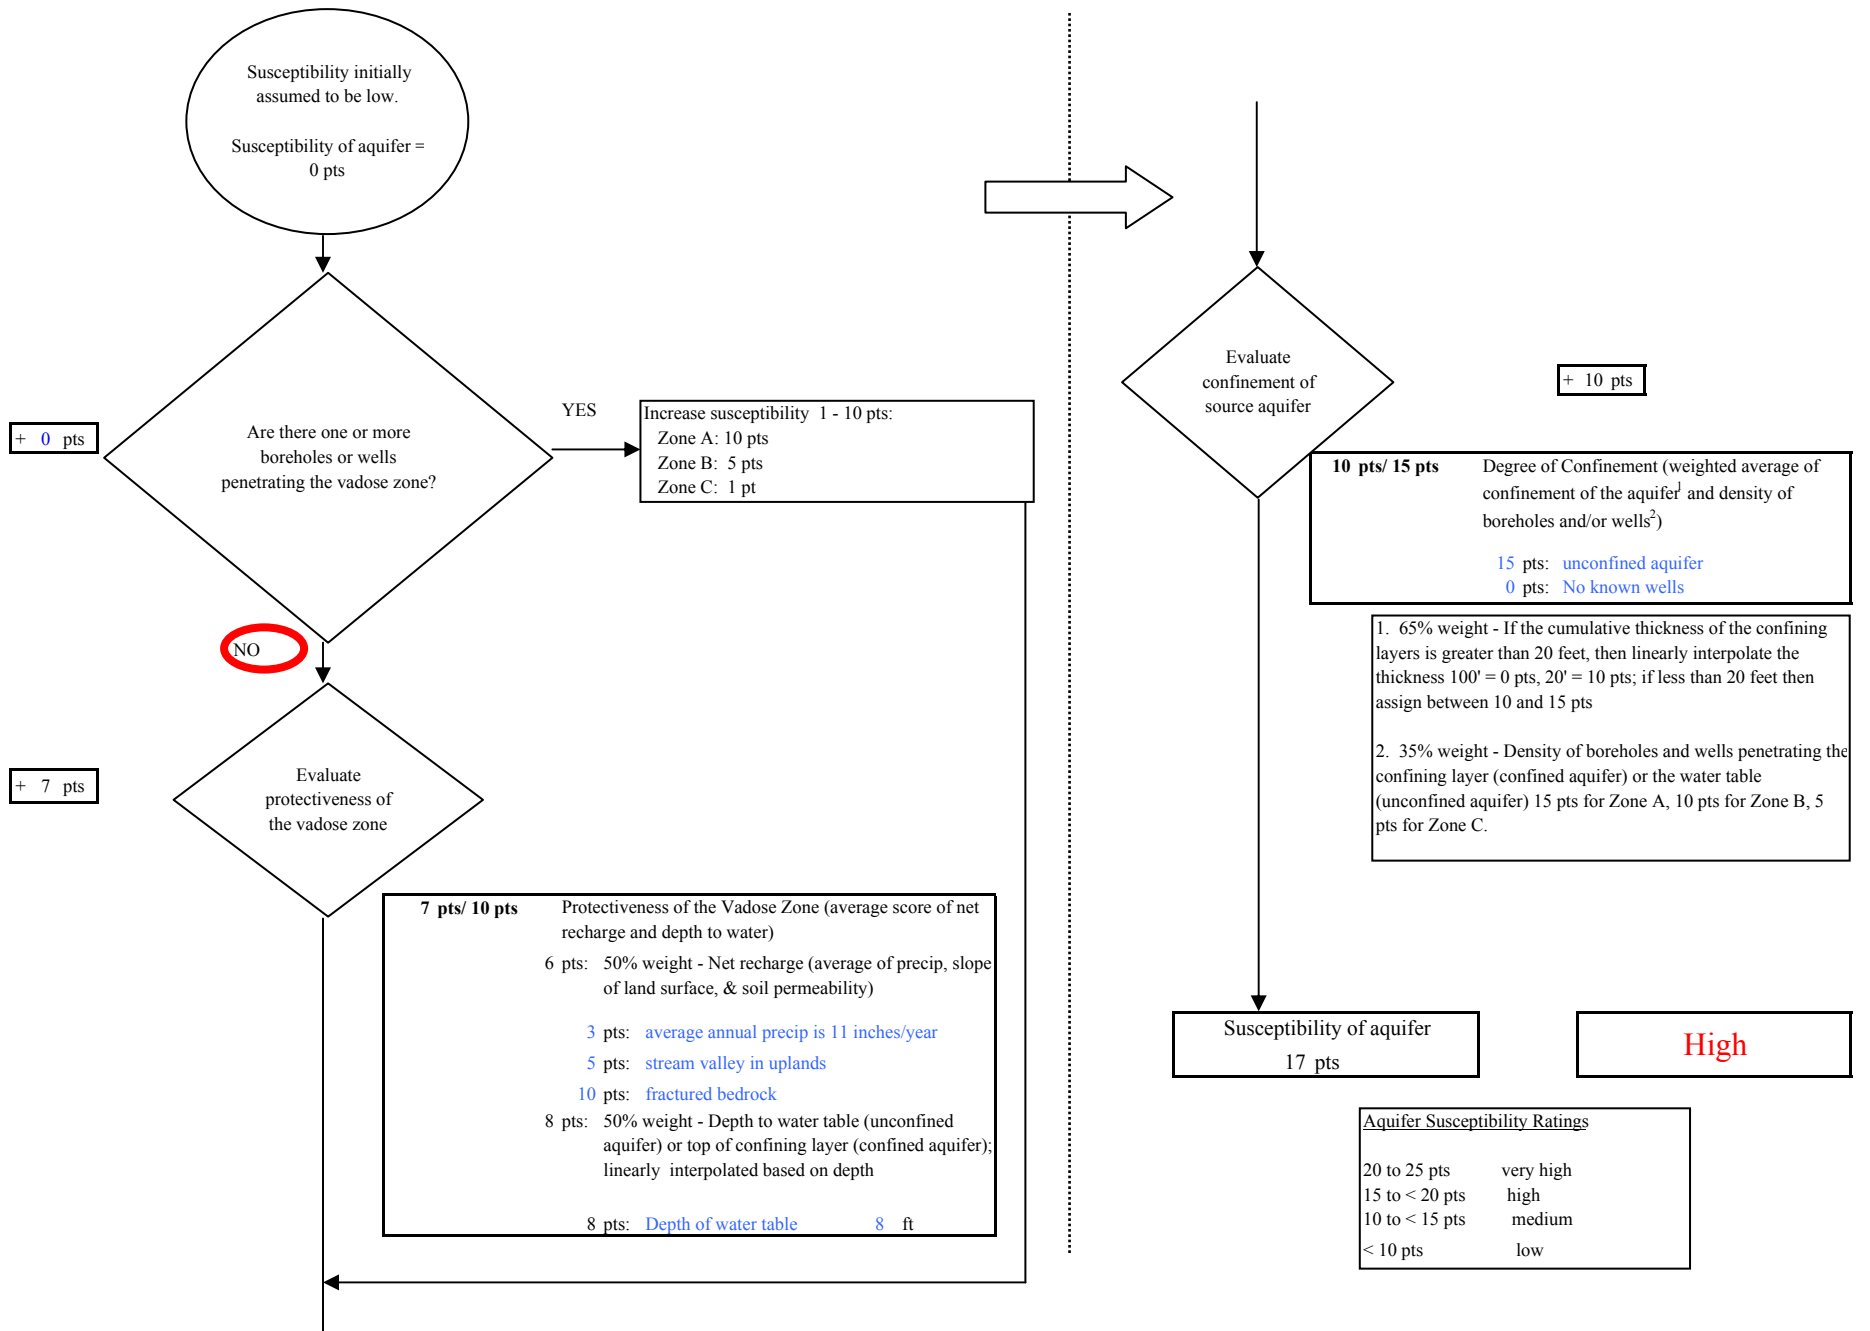 Susceptibility initially
assumed to be low.
Susceptibility of aquifer =
0 pts
+ 0 pts
Are there one or more
boreholes or wells
penetrating the vadose zone?
YES
Increase susceptibility 1 - 10 pts:
Zone A: 10 pts
Zone B: 5 pts
Zone C: 1 pt
NO
+ 7 pts
Evaluate
protectiveness of
the vadose zone
7 pts/ 10 pts Protectiveness of the Vadose Zone (average score of net
recharge and depth to water)
6 pts: 50% weight - Net recharge (average of precip, slope
of land surface, & soil permeability)
3 pts: average annual precip is 11 inches/year
5 pts: stream valley in uplands
10 pts: fractured bedrock
8 pts: 50% weight - Depth to water table (unconfined
aquifer) or top of confining layer (confined aquifer);
linearly interpolated based on depth
8 pts: Depth of water table 8 ft
Evaluate
confinement of
source aquifer
+ 10 pts
10 pts/ 15 pts Degree of Confinement (weighted average of
confinement of the aquifer1 and density of
boreholes and/or wells2)
15 pts: unconfined aquifer
0 pts: No known wells
1. 65% weight - If the cumulative thickness of the confining
layers is greater than 20 feet, then linearly interpolate the
thickness 100' = 0 pts, 20' = 10 pts; if less than 20 feet then
assign between 10 and 15 pts
2. 35% weight - Density of boreholes and wells penetrating the
confining layer (confined aquifer) or the water table
(unconfined aquifer) 15 pts for Zone A, 10 pts for Zone B, 5
pts for Zone C.
Susceptibility of aquifer
17 pts
High
Aquifer Susceptibility Ratings
20 to 25 pts very high
15 to < 20 pts high
10 to < 15 pts medium
< 10 pts low